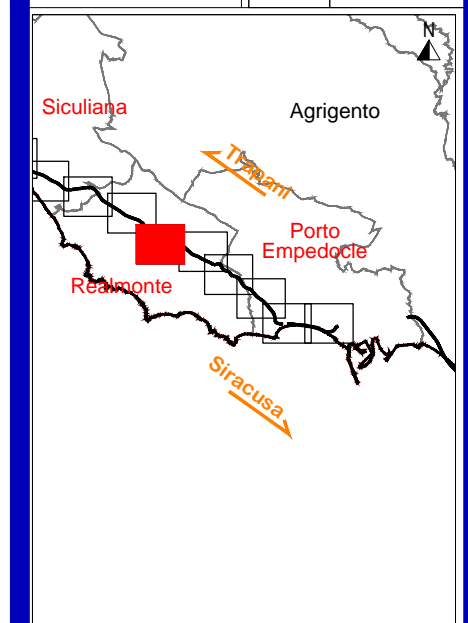 N
Siculiana
Agrigento
Trapani
Porto
Empedocle
Realmonte
Siracusa